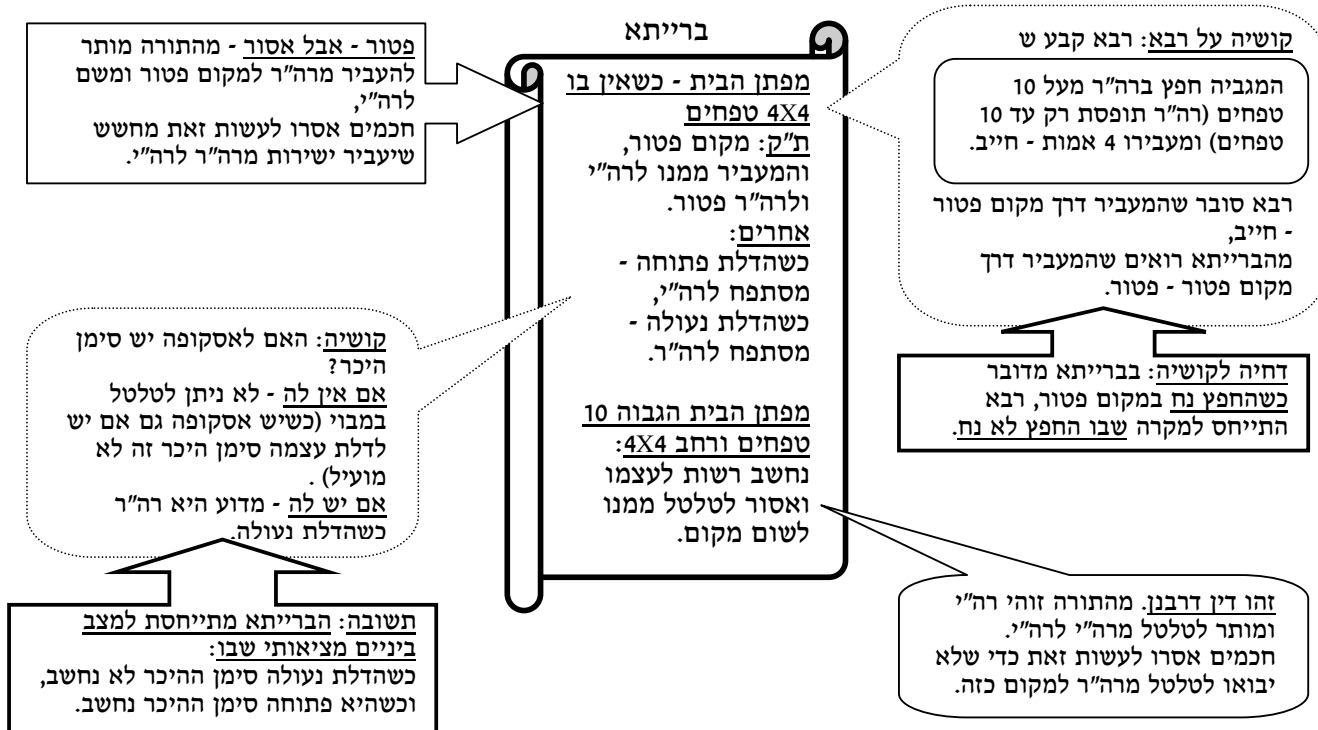 ברייתא
מפתן הבית - כשאין בו
4X4 טפחים
ת"ק: מקום פטור,
והמעביר ממנו לרה"י
ולרה"ר פטור.
אחרים:
כשהדלת פתוחה -
מסתפח לרה"י,
כשהדלת נעולה -
מסתפח לרה"ר.
מפתן הבית הגבוה 10
טפחים ורחב 4X4:
נחשב רשות לעצמו
ואסור לטלטל ממנו
לשום מקום.
קושיה על רבא: רבא קבע ש
המגביה חפץ ברה"ר מעל 10
טפחים (רה"ר תופסת רק עד 10
טפחים) ומעבירו 4 אמות - חייב.
רבא סובר שהמעביר דרך מקום פטור
- חייב,
מהברייתא רואים שהמעביר דרך
מקום פטור - פטור.
דחיה לקושיה: בברייתא מדובר
כשהחפץ נח במקום פטור, רבא
התייחס למקרה שבו החפץ לא נח.
פטור - אבל אסור - מהתורה מותר
להעביר מרה"ר למקום פטור ומשם
לרה"י,
חכמים אסרו לעשות זאת מחשש
שיעביר ישירות מרה"ר לרה"י.
קושיה: האם לאסקופה יש סימן
היכר?
אם אין לה - לא ניתן לטלטל
במבוי (כשיש אסקופה גם אם יש
לדלת עצמה סימן היכר זה לא
מועיל) .
אם יש לה - מדוע היא רה"ר
כשהדלת נעולה.
תשובה: הברייתא מתייחסת למצב
ביניים מציאותי שבו:
כשהדלת נעולה סימן ההיכר לא נחשב,
וכשהיא פתוחה סימן ההיכר נחשב.
זהו דין דרבנן. מהתורה זוהי רה"י
ומותר לטלטל מרה"י לרה"י.
חכמים אסרו לעשות זאת כדי שלא
יבואו לטלטל מרה"ר למקום כזה.